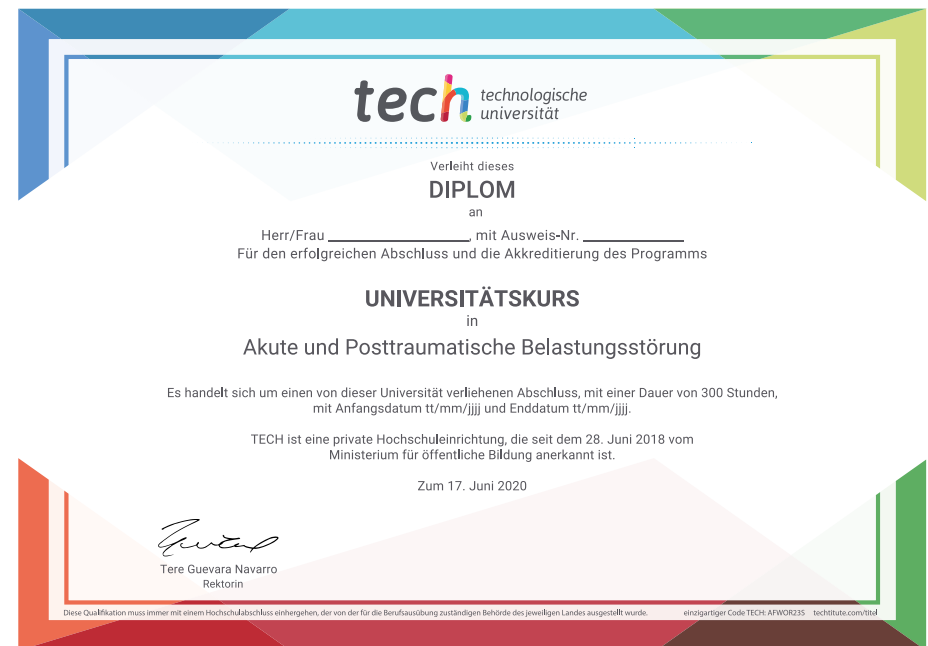 tech technologische
universität
Verleiht dieses
DIPLOM
an
Herr/Frau ____________________, mit Ausweis-Nr. ______________
Für den erfolgreichen Abschluss und die Akkreditierung des Programms
UNIVERSITÄTSKURS
in
Akute und Posttraumatische Belastungsstörung
Es handelt sich um einen von dieser Universität verliehenen Abschluss, mit einer Dauer von 300 Stunden,
mit Anfangsdatum tt/mm/jjjj und Enddatum tt/mm/jjjj.
TECH ist eine private Hochschuleinrichtung, die seit dem 28. Juni 2018 vom
Ministerium für öffentliche Bildung anerkannt ist.
Zum 17. Juni 2020
Tere Guevara Navarro
Rektorin
Diese Qualifikation muss immer mit einem Hochschulabschluss einhergehen, der von der für die Berufsausübung zuständigen Behörde des jeweiligen Landes ausgestellt wurde. einzigartiger Code TECH: AFWOR23S techtitute.com/titel